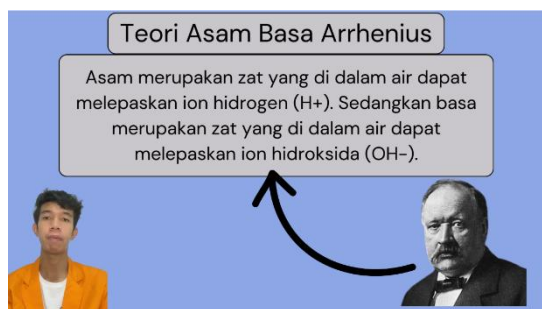 Teori Asam Basa Arrhenius
Asam merupakan zat yang di dalam air dapat
melepaskan ion hidrogen (H+). Sedangkan basa
merupakan zat yang di dalam air dapat
melepaskan ion hidroksida (OH-).